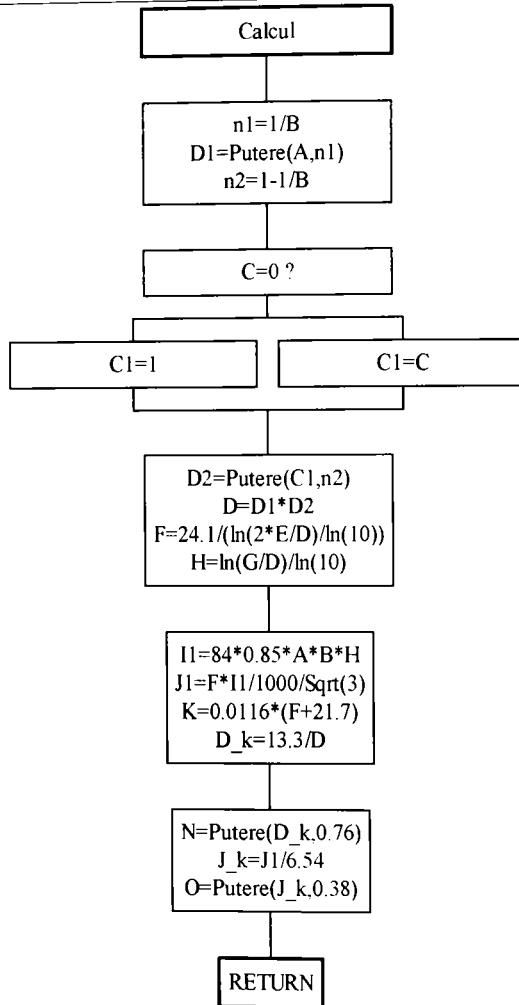 Calcul
n1=1/B
D1=Putere(A,n1)
n2=1-1/B
C=0 ?
C1=1
C1=C
D2=Putere(C1,n2)
D=D1*D2
F=24.1/(ln(2*E/D)/ln(10))
H=ln(G/D)/ln(10)
I1=84*0.85*A*B*H
J1=F*I1/1000/Sqrt(3)
K=0.0116*(F+21.7)
D_k=13.3/D
N=Putere(D_k,0.76)
J_k=J1/6.54
O=Putere(J_k,0.38)
RETURN